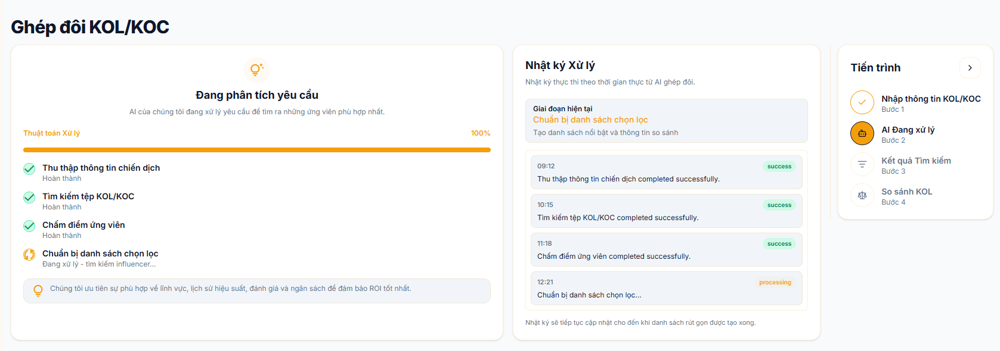 Ghép đôi KOL/KOC
Đang phân tích yêu cầu
AI của chúng tôi đang xử lý yêu cầu để tìm ra những ứng viên phù hợp nhất.
Thuật toán Xử lý
100%
Thu thập thông tin chiến dịch
Hoàn thành
Tìm kiếm tệp KOL/KOC
Hoàn thành
Chấm điểm ứng viên
Hoàn thành
Chuẩn bị danh sách chọn lọc
Đang xử lý - tìm kiếm influencer...
Chúng tôi ưu tiên sự phù hợp về lĩnh vực, lịch sử hiệu suất, đánh giá và ngân sách để đảm bảo ROI tốt nhất.
Nhật ký Xử lý
Nhật ký thực thi theo thời gian thực từ AI ghép đôi.
Giai đoạn hiện tại
Chuẩn bị danh sách chọn lọc
Tạo danh sách nổi bật và thông tin so sánh
09:12
success
Thu thập thông tin chiến dịch completed successfully.
10:15
success
Tìm kiếm tệp KOL/KOC completed successfully.
11:18
success
Chấm điểm ứng viên completed successfully.
12:21
processing
Chuẩn bị danh sách chọn lọc...
Nhật ký sẽ tiếp tục cập nhật cho đến khi danh sách rút gọn được tạo xong.
Tiến trình
Nhập thông tin KOL/KOC
Bước 1
AI Đang xử lý
Bước 2
Kết quả Tìm kiếm
Bước 3
So sánh KOL
Bước 4